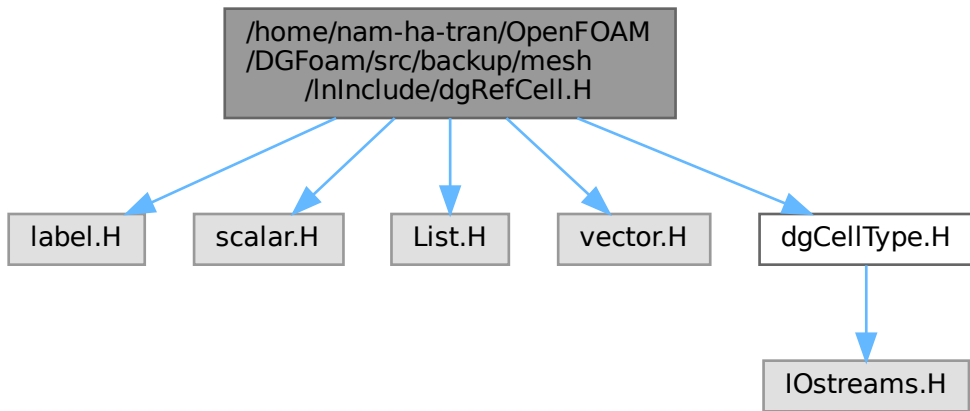 /home/nam-ha-tran/OpenFOAM
/DGFoam/src/backup/mesh
/lnInclude/dgRefCell.H
label.H
scalar.H
List.H
vector.H
dgCellType.H
IOstreams.H